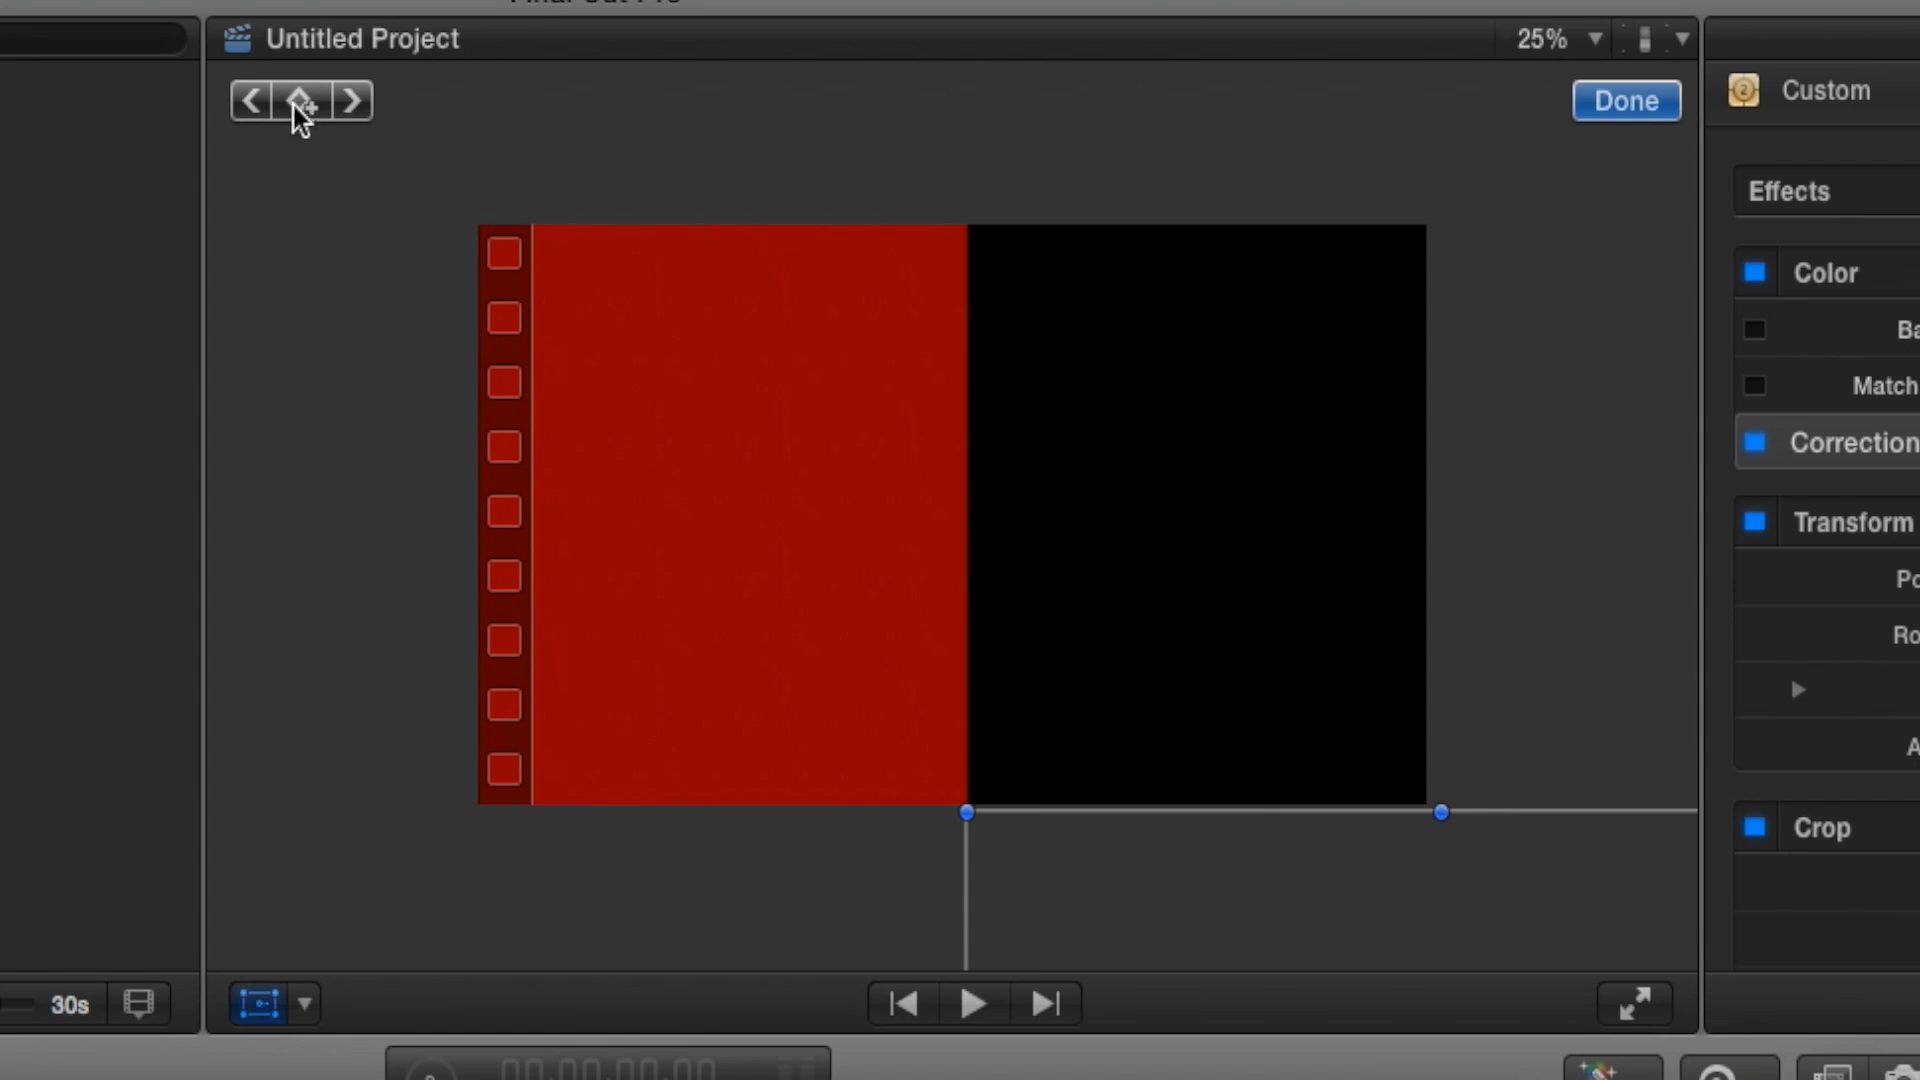 Untitled Project
25%
Done
Custom
Effects
Color
Match
Correction
Transform
Crop
30s